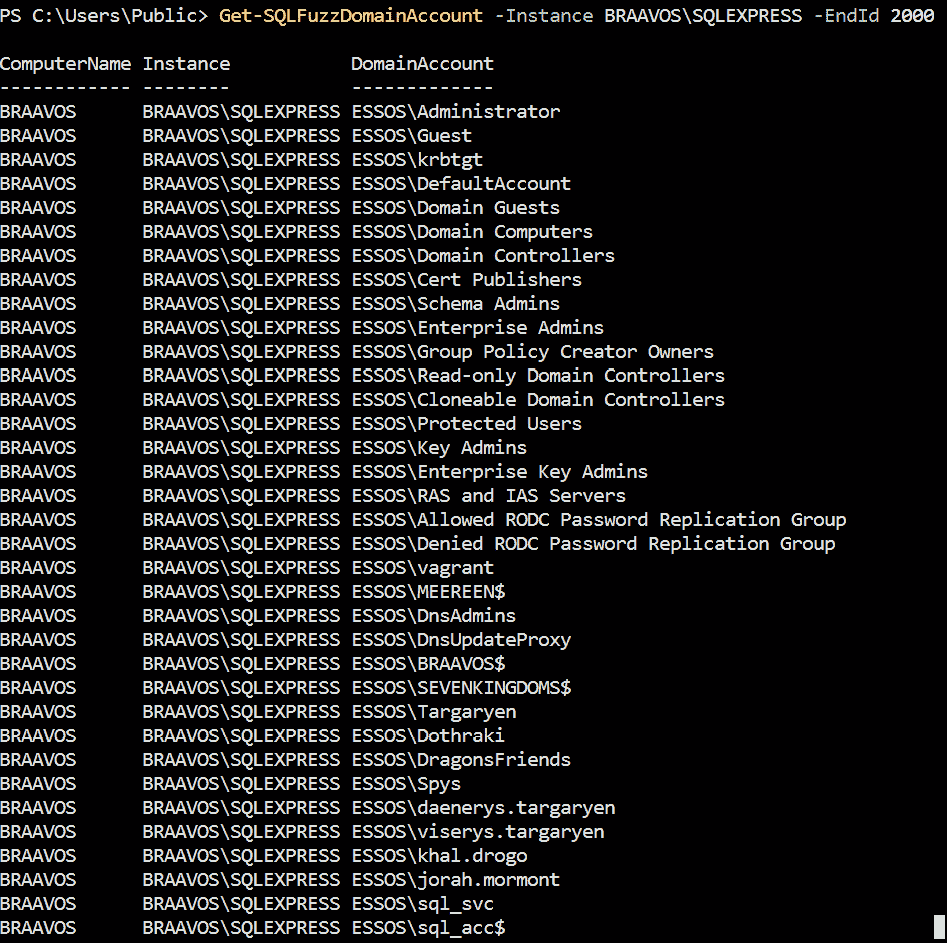 PS C:\Users\Public> Get-SQLFuzzDomainAccount -Instance BRAAVOS\SQLEXPRESS -EndId 2000
ComputerName Instance           DomainAccount
------------ --------           -------------
BRAAVOS      BRAAVOS\SQLEXPRESS ESSOS\Administrator
BRAAVOS      BRAAVOS\SQLEXPRESS ESSOS\Guest
BRAAVOS      BRAAVOS\SQLEXPRESS ESSOS\krbtgt
BRAAVOS      BRAAVOS\SQLEXPRESS ESSOS\DefaultAccount
BRAAVOS      BRAAVOS\SQLEXPRESS ESSOS\Domain Guests
BRAAVOS      BRAAVOS\SQLEXPRESS ESSOS\Domain Computers
BRAAVOS      BRAAVOS\SQLEXPRESS ESSOS\Domain Controllers
BRAAVOS      BRAAVOS\SQLEXPRESS ESSOS\Cert Publishers
BRAAVOS      BRAAVOS\SQLEXPRESS ESSOS\Schema Admins
BRAAVOS      BRAAVOS\SQLEXPRESS ESSOS\Enterprise Admins
BRAAVOS      BRAAVOS\SQLEXPRESS ESSOS\Group Policy Creator Owners
BRAAVOS      BRAAVOS\SQLEXPRESS ESSOS\Read-only Domain Controllers
BRAAVOS      BRAAVOS\SQLEXPRESS ESSOS\Cloneable Domain Controllers
BRAAVOS      BRAAVOS\SQLEXPRESS ESSOS\Protected Users
BRAAVOS      BRAAVOS\SQLEXPRESS ESSOS\Key Admins
BRAAVOS      BRAAVOS\SQLEXPRESS ESSOS\Enterprise Key Admins
BRAAVOS      BRAAVOS\SQLEXPRESS ESSOS\RAS and IAS Servers
BRAAVOS      BRAAVOS\SQLEXPRESS ESSOS\Allowed RODC Password Replication Group
BRAAVOS      BRAAVOS\SQLEXPRESS ESSOS\Denied RODC Password Replication Group
BRAAVOS      BRAAVOS\SQLEXPRESS ESSOS\vagrant
BRAAVOS      BRAAVOS\SQLEXPRESS ESSOS\MEEREEN$
BRAAVOS      BRAAVOS\SQLEXPRESS ESSOS\DnsAdmins
BRAAVOS      BRAAVOS\SQLEXPRESS ESSOS\DnsUpdateProxy
BRAAVOS      BRAAVOS\SQLEXPRESS ESSOS\BRAAVOS$
BRAAVOS      BRAAVOS\SQLEXPRESS ESSOS\SEVENKINGDOMS$
BRAAVOS      BRAAVOS\SQLEXPRESS ESSOS\Targaryen
BRAAVOS      BRAAVOS\SQLEXPRESS ESSOS\Dothraki
BRAAVOS      BRAAVOS\SQLEXPRESS ESSOS\DragonsFriends
BRAAVOS      BRAAVOS\SQLEXPRESS ESSOS\Spys
BRAAVOS      BRAAVOS\SQLEXPRESS ESSOS\daenerys.targaryen
BRAAVOS      BRAAVOS\SQLEXPRESS ESSOS\viserys.targaryen
BRAAVOS      BRAAVOS\SQLEXPRESS ESSOS\khal.drogo
BRAAVOS      BRAAVOS\SQLEXPRESS ESSOS\jorah.mormont
BRAAVOS      BRAAVOS\SQLEXPRESS ESSOS\sql_svc
BRAAVOS      BRAAVOS\SQLEXPRESS ESSOS\sql_acc$